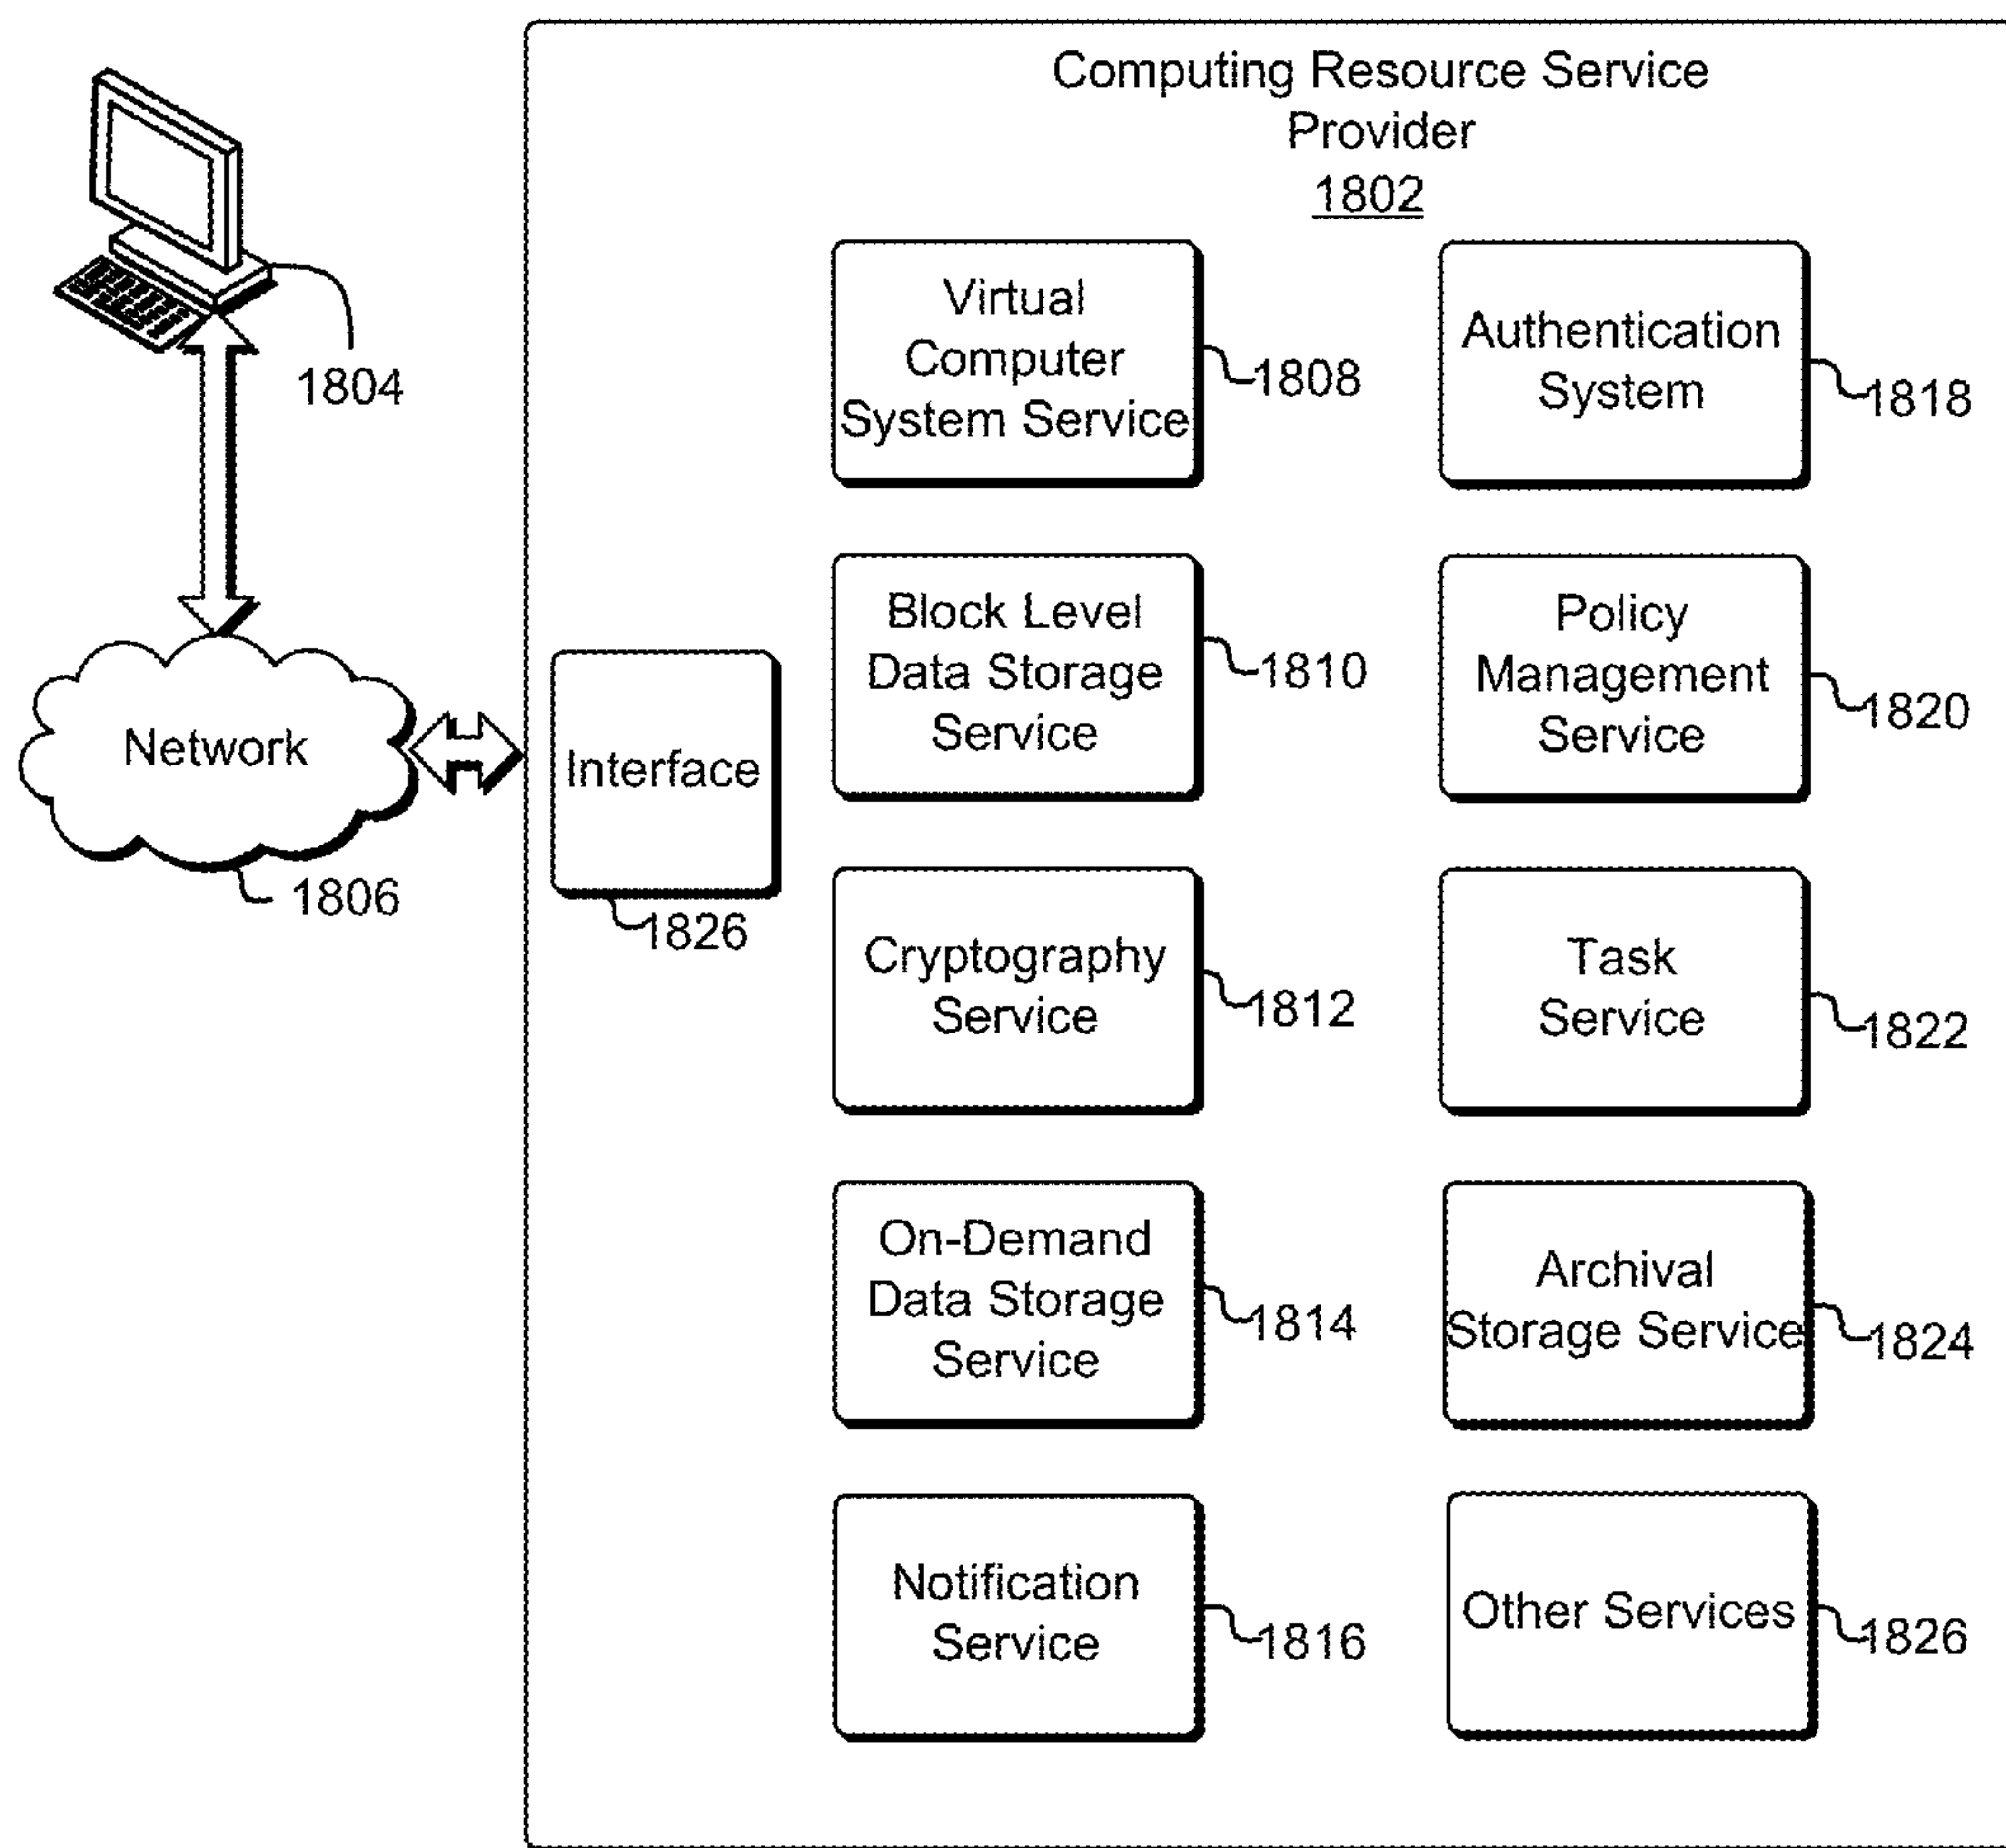 Computing Resource Service
Provider
1802
1804
Network
1806
Interface
1826
Virtual
Computer
System Service
1808
Authentication
System
1818
Block Level
Data Storage
Service
1810
Policy
Management
Service
1820
Cryptography
Service
1812
Task
Service
1822
On-Demand
Data Storage
Service
1814
Archival
Storage Service
1824
Notification
Service
1816
Other Services
1826